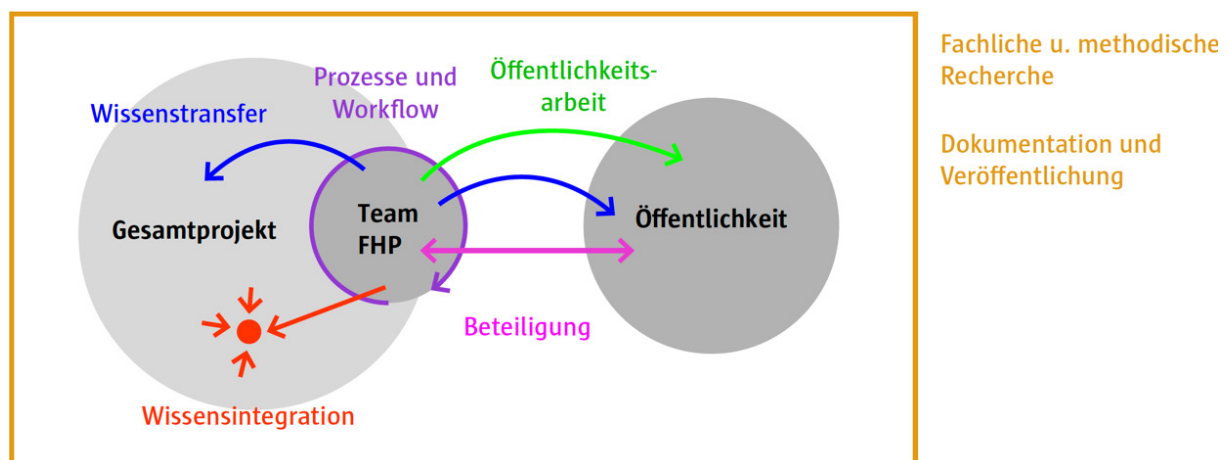 Fachliche u. methodische
Recherche
Dokumentation und
Veröffentlichung
Öffentlichkeits-
arbeit
Prozesse und
Workflow
Wissenstransfer
Gesamtprojekt
Team
FHP
Öffentlichkeit
Beteiligung
Wissensintegration